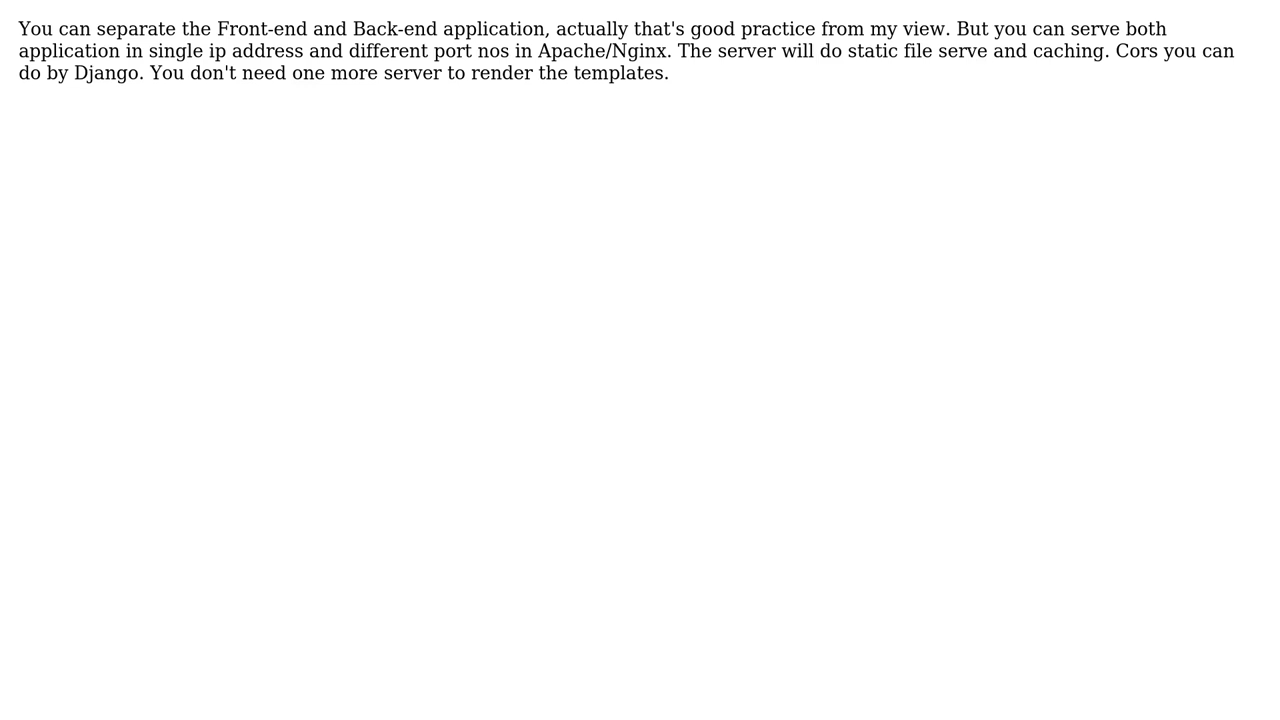 You can separate the Front-end and Back-end application, actually that's good practice from my view. But you can serve both
application in single ip address and different port nos in Apache/Nginx. The server will do static file serve and caching. Cors you can
do by Django. You don't need one more server to render the templates.